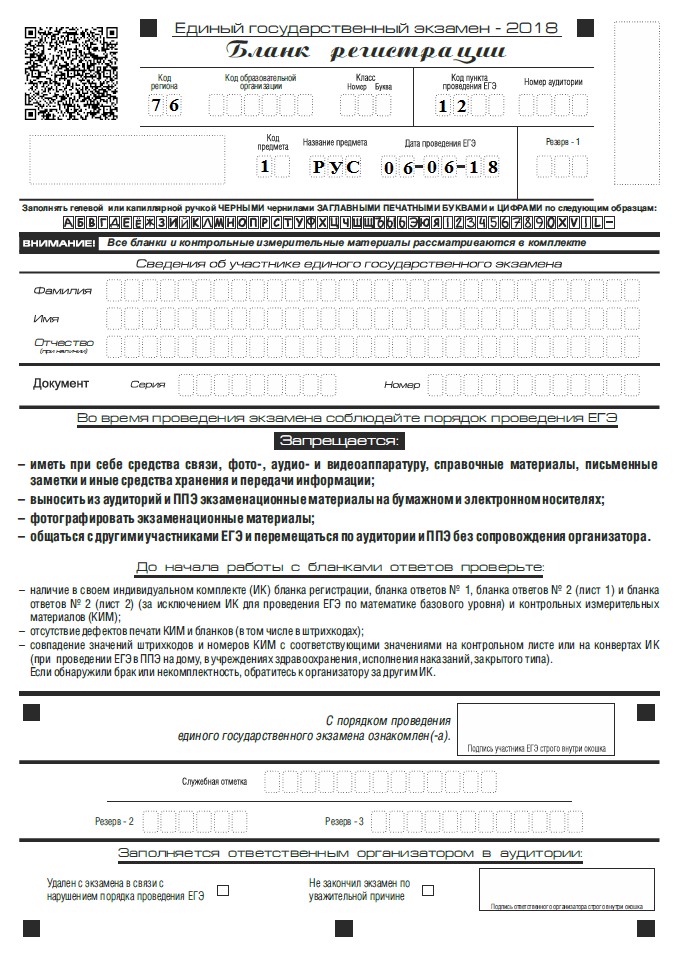 Единый государственный экзамен - 2018
Бланк регистрации
Код региона
Код образовательной организации
Класс
Номер Буква
Код пункта проведения ЕГЭ
Номер аудитории
7 6
1 2
Код предмета
Название предмета
Дата проведения ЕГЭ
Резерв - 1
1
РУС
06-06-18
Заполнять гелевой или капиллярной ручкой ЧЕРНЫМИ чернилами ЗАГЛАВНЫМИ ПЕЧАТНЫМИ БУКВАМИ и ЦИФРАМИ по следующим образцам:
АБВГДЕЁЖЗИЙКЛМНОПРСТУФХЦЧШЩЪЫЬЭЮЯ1234567890XVIL-
ВНИМАНИЕ! Все бланки и контрольные измерительные материалы рассматриваются в комплекте
Сведения об участнике единого государственного экзамена
Фамилия
Имя
Отчество
(при наличии)
Документ Серия Номер
Во время проведения экзамена соблюдайте порядок проведения ЕГЭ
Запрещается:
– иметь при себе средства связи, фото-, аудио- и видеоаппаратуру, справочные материалы, письменные
заметки и иные средства хранения и передачи информации;
– выносить из аудиторий и ППЭ экзаменационные материалы на бумажном и электронном носителях;
– фотографировать экзаменационные материалы;
– общаться с другими участниками ЕГЭ и перемещаться по аудитории и ППЭ без сопровождения организатора.
До начала работы с бланками ответов проверьте:
– наличие в своем индивидуальном комплекте (ИК) бланка регистрации, бланка ответов № 1, бланка ответов № 2 (лист 1) и бланка
ответов № 2 (лист 2) (за исключением ИК для проведения ЕГЭ по математике базового уровня) и контрольных измерительных
материалов (КИМ);
– отсутствие дефектов печати КИМ и бланков (в том числе в штрихкодах);
– совпадение значений штрихкодов и номеров КИМ с соответствующими значениями на контрольном листе или на конвертах ИК
(при проведении ЕГЭ в ППЭ на дому, в учреждениях здравоохранения, исполнения наказаний, закрытого типа).
Если обнаружили брак или некомплектность, обратитесь к организатору за другим ИК.
С порядком проведения
единого государственного экзамена ознакомлен(-а).
Подпись участника ЕГЭ строго внутри окошка
Служебная отметка
Резерв - 2 Резерв - 3
Заполняется ответственным организатором в аудитории:
Удален с экзамена в связи с
нарушением порядка проведения ЕГЭ
Не закончил экзамен по
уважительной причине
Подпись ответственного организатора строго внутри окошка